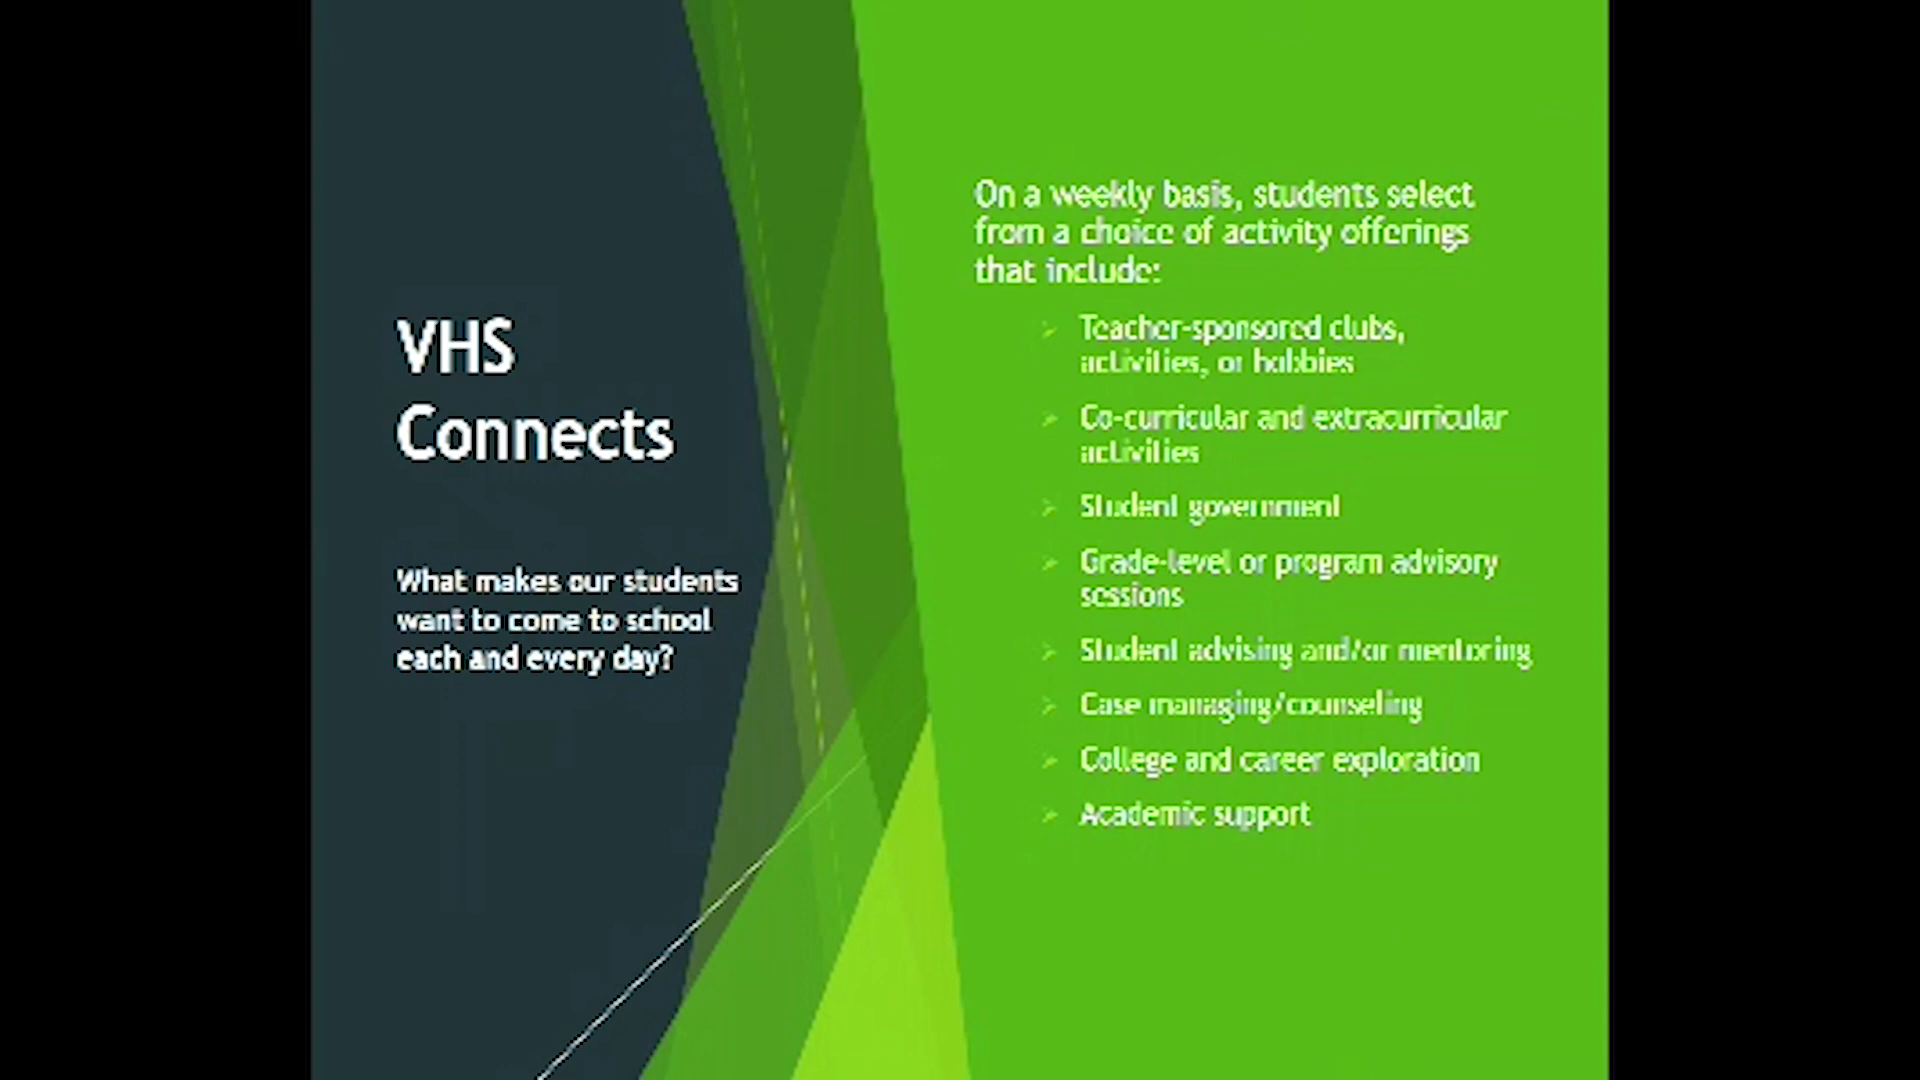 VHS
Connects
What makes our students
want to come to school
each and every day?
On a weekly basis, students select
from a choice of activity offerings
that include:
Teacher-sponsored clubs,
activities, or hobbies
Co-curricular and extracurricular
activities
Student government
Grade-level or program advisory
sessions
Student advising and/or mentoring
Case managing/counseling
College and career exploration
Academic support